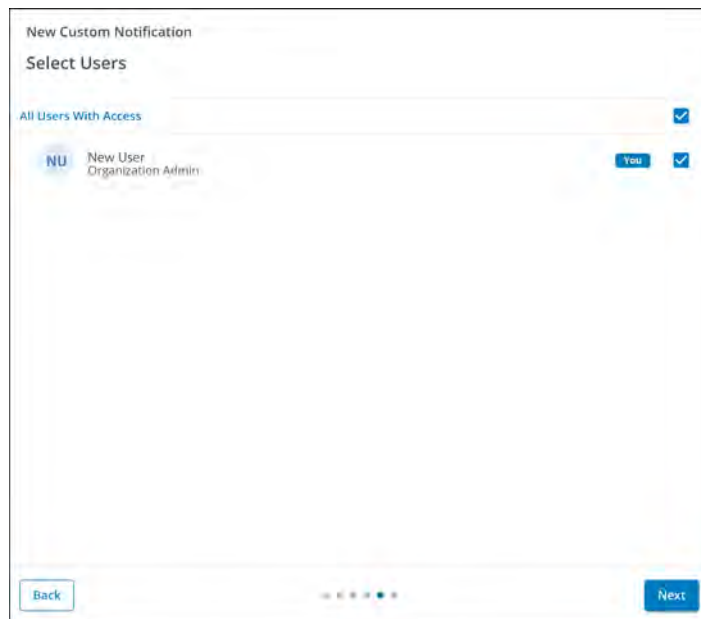 New Custom Notification
Select Users
All Users With Access
NU
New User
You
Organization Admin
Back
Next